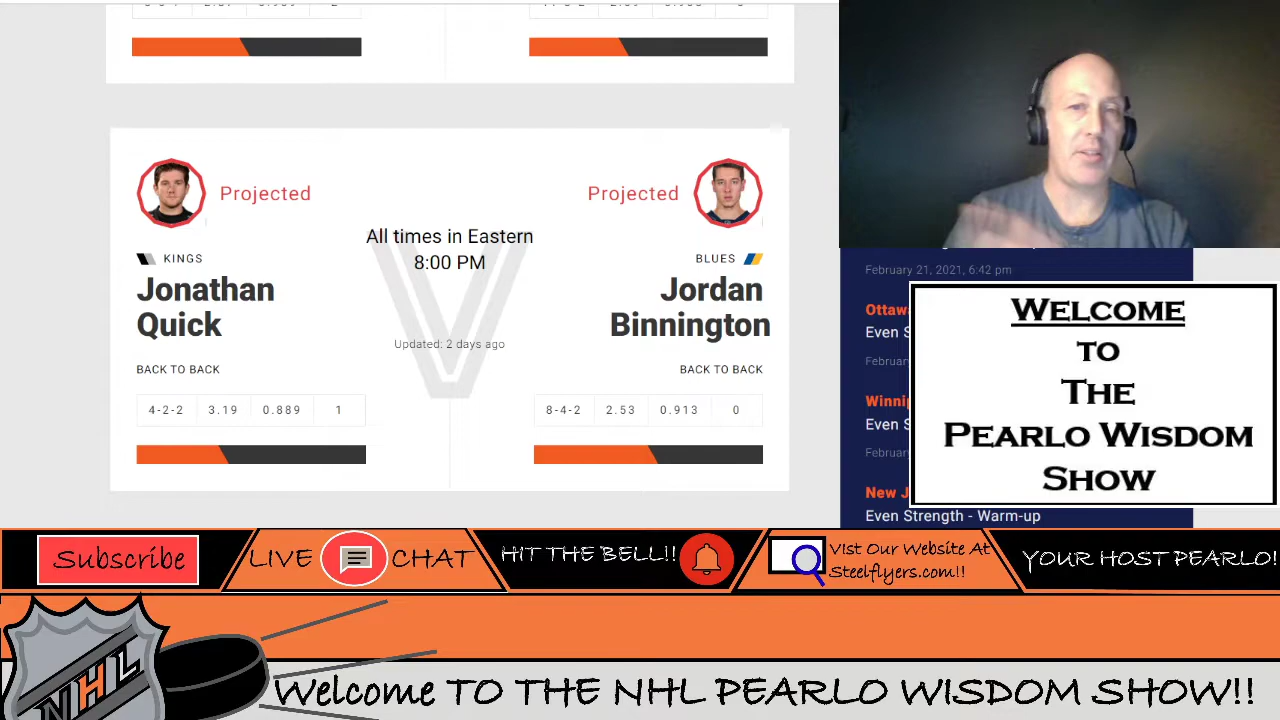 Projected
Projected
All times in Eastern
8:00 PM
KINGS
BLUES
Jonathan
Quick
Jordan
Binnington
Updated: 2 days ago
BACK TO BACK
BACK TO BACK
4-2-2 3.19 0.889 1
8-4-2 2.53 0.913 0
February 21, 2021, 6:42 pm
Even
Even
Even Strength - Warm-up
WELCOME
TO
THE
PEARLO WISDOM
SHOW
Subscribe
LIVE CHAT
HIT THE BELL!!
VIst Our Website At
Steelflyers.com!!
YOUR HOST PEARLO!
NHL
Welcome TO THE NHL PEARLO WISDOM SHOW!!